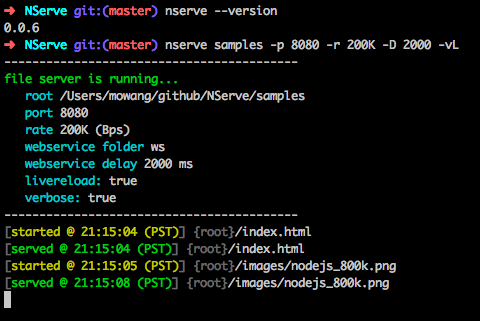 ➜ NServe git:(master) nserve --version
0.0.6
➜ NServe git:(master) nserve samples -p 8080 -r 200K -D 2000 -vL
------------------------------------------
file server is running...
root /Users/mowang/github/NServe/samples
port 8080
rate 200K (Bps)
webservice folder ws
webservice delay 2000 ms
livereload: true
verbose: true
------------------------------------------
[started @ 21:15:04 (PST)] {root}/index.html
[served @ 21:15:04 (PST)] {root}/index.html
[started @ 21:15:05 (PST)] {root}/images/nodejs_800k.png
[served @ 21:15:08 (PST)] {root}/images/nodejs_800k.png